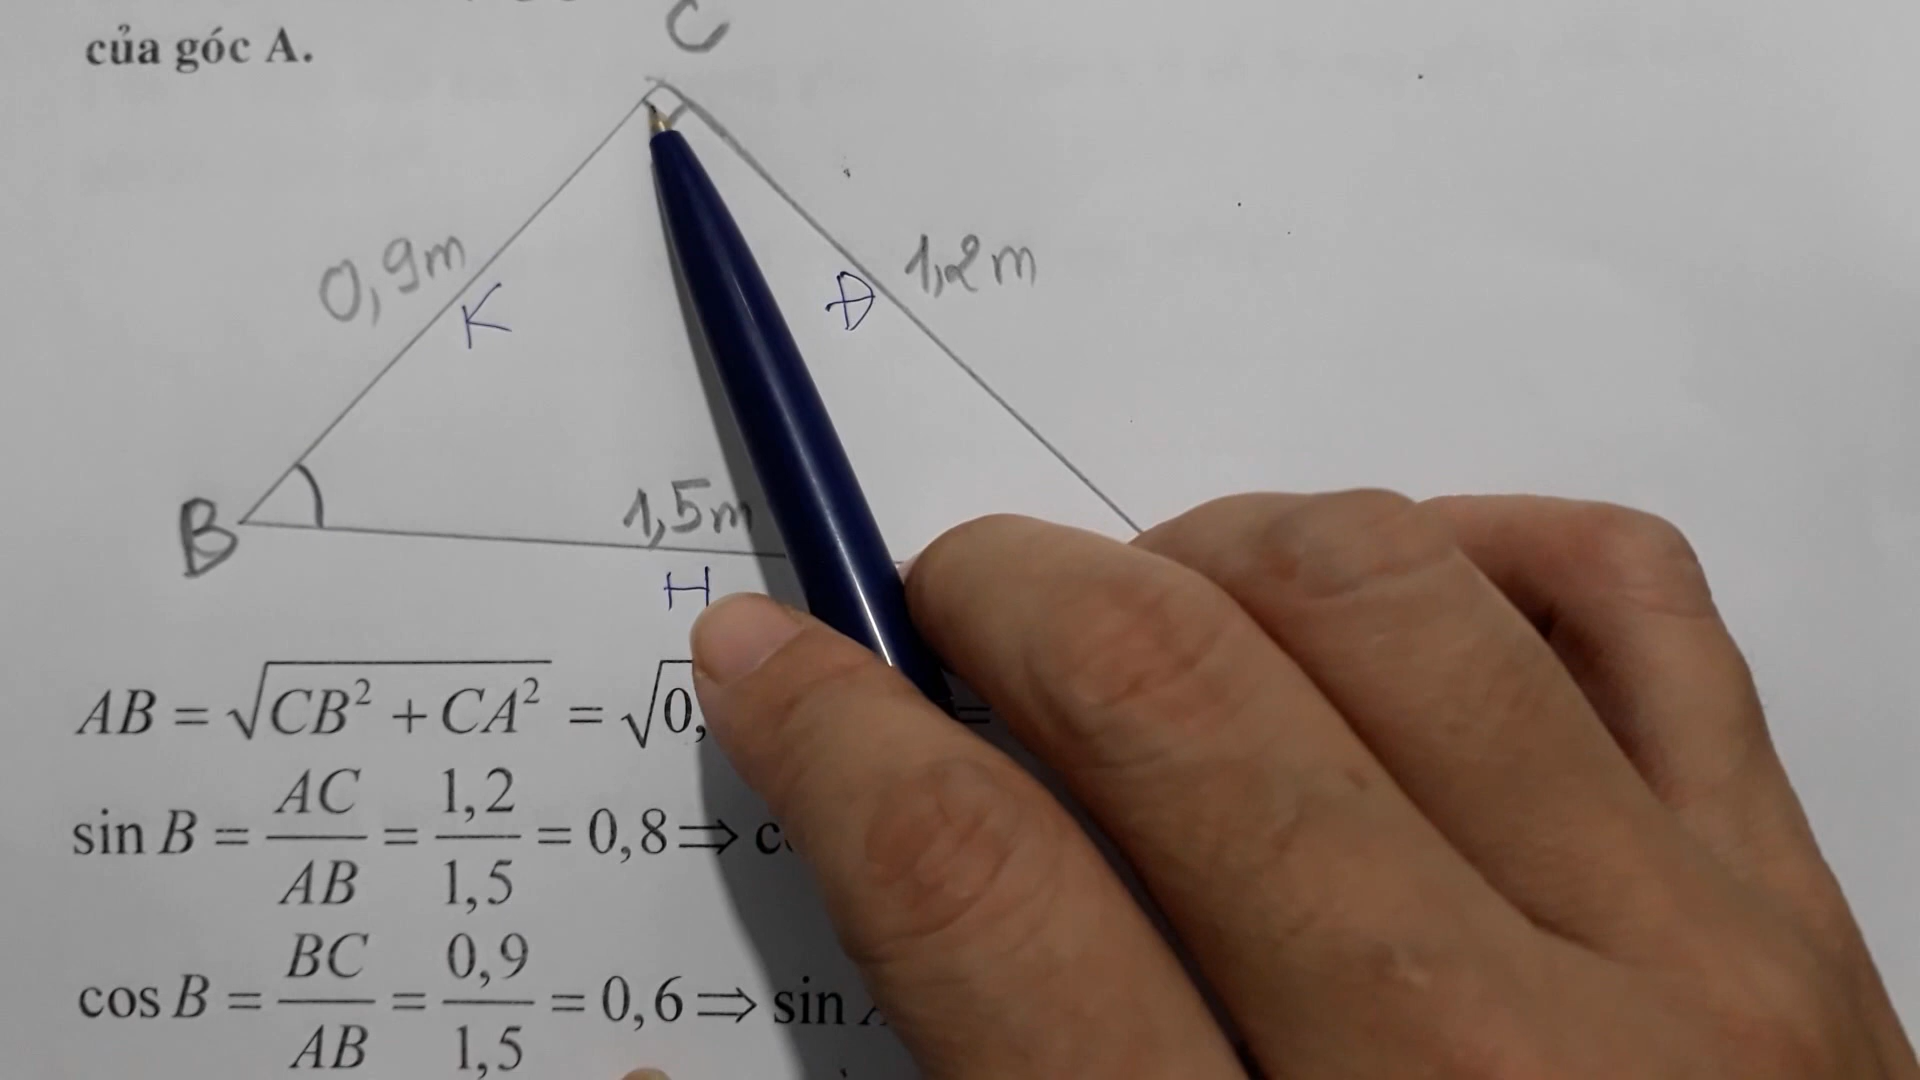 của góc A.
C
0,9m
1,2m
K
Đ
B
1,5m
H
AB = √(CB² + CA²) = √0, =
sin B = AC/AB = 1,2/1,5 = 0,8 ⇒
cos B = BC/AB = 0,9/1,5 = 0,6 ⇒ sin